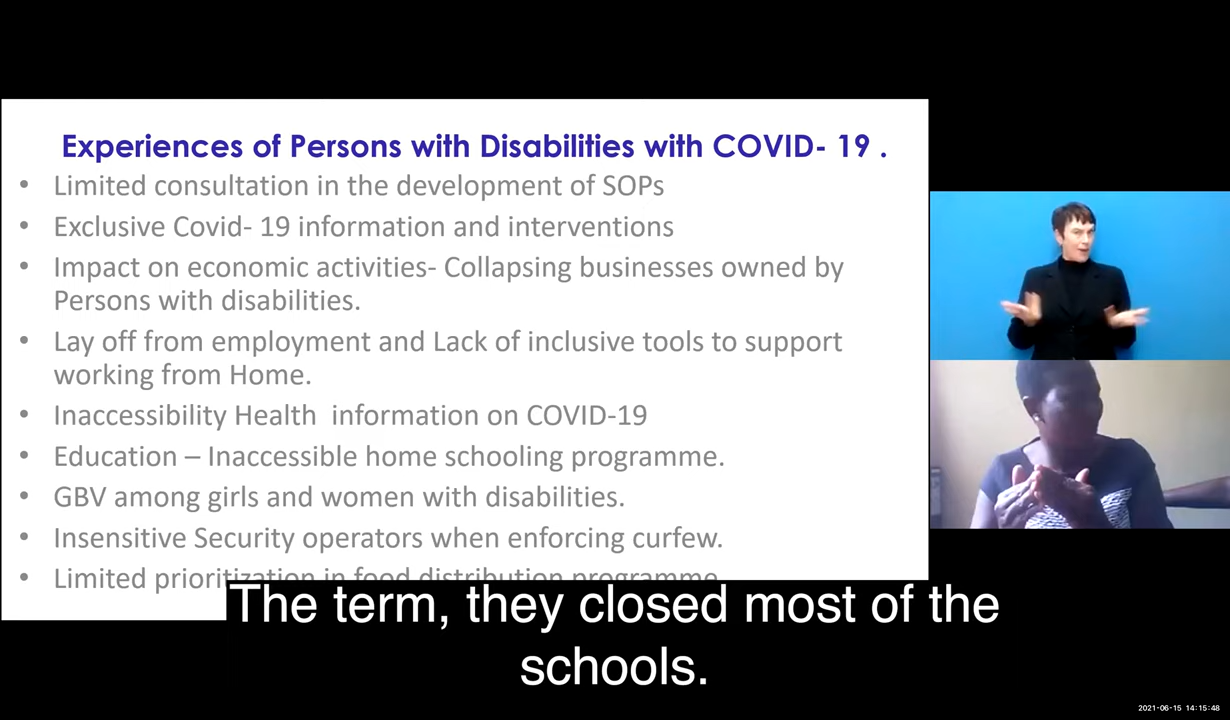 Experiences of Persons with Disabilities with COVID- 19 .
• Limited consultation in the development of SOPs
• Exclusive Covid- 19 information and interventions
• Impact on economic activities- Collapsing businesses owned by
Persons with disabilities.
• Lay off from employment and Lack of inclusive tools to support
working from Home.
• Inaccessibility Health  information on COVID-19
• Education – Inaccessible home schooling programme.
• GBV among girls and women with disabilities.
• Insensitive Security operators when enforcing curfew.
• Limited prioritization in food distribution programme
The term, they closed most of the
schools.
2021-06-15 14:15:48